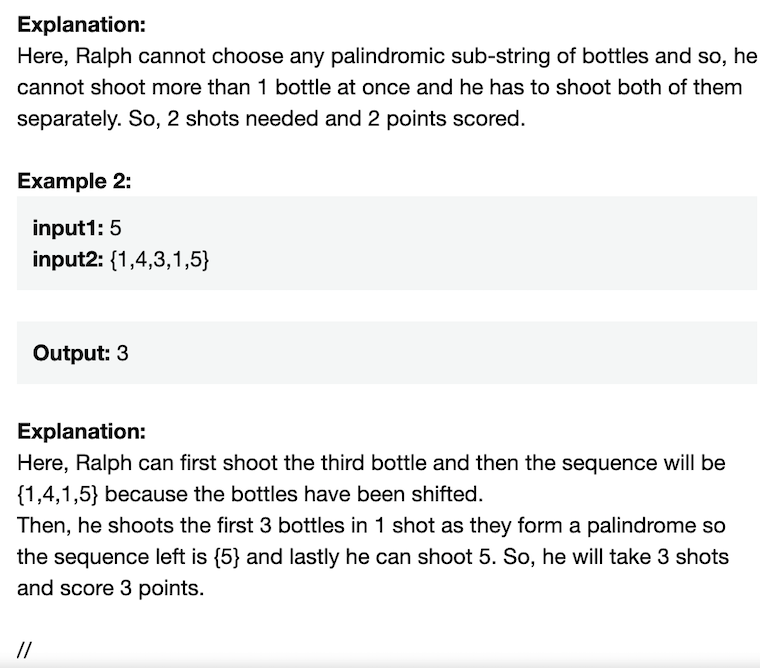 Explanation:
Here, Ralph cannot choose any palindromic sub-string of bottles and so, he
cannot shoot more than 1 bottle at once and he has to shoot both of them
separately. So, 2 shots needed and 2 points scored.
Example 2:
input1: 5
input2: {1,4,3,1,5}
Output: 3
Explanation:
Here, Ralph can first shoot the third bottle and then the sequence will be
{1,4,1,5} because the bottles have been shifted.
Then, he shoots the first 3 bottles in 1 shot as they form a palindrome so
the sequence left is {5} and lastly he can shoot 5. So, he will take 3 shots
and score 3 points.
//